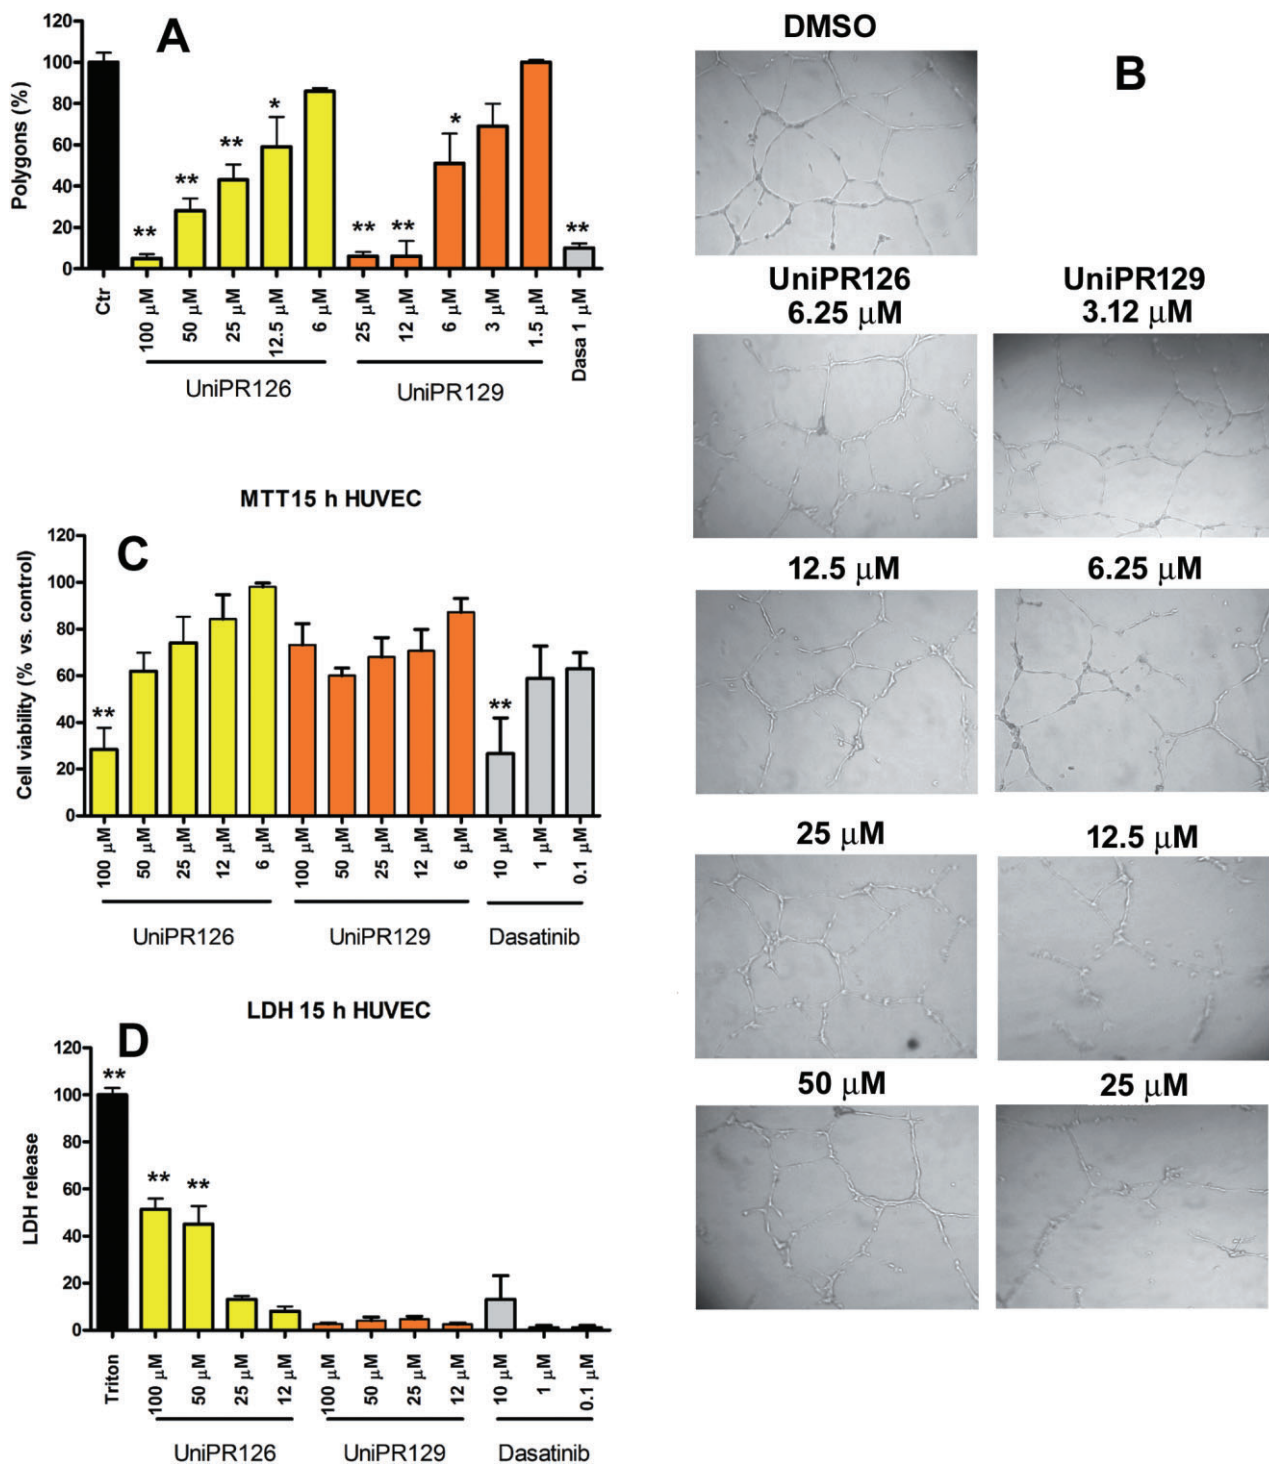 A
Polygons (%)
120
100
80
60
40
20
0
**
**
**
*
**
**
*
**
Ctr
100 μM
50 μM
25 μM
12.5 μM
6 μM
25 μM
12 μM
6 μM
3 μM
1.5 μM
Dasa 1 μM
UniPR126
UniPR129
B
DMSO
UniPR126
6.25 μM
UniPR129
3.12 μM
12.5 μM
6.25 μM
25 μM
12.5 μM
50 μM
25 μM
MTT15 h HUVEC
C
Cell viability (% vs. control)
120
100
80
60
40
20
0
**
**
100 μM
50 μM
25 μM
12 μM
6 μM
100 μM
50 μM
25 μM
12 μM
6 μM
10 μM
1 μM
0.1 μM
UniPR126
UniPR129
Dasatinib
LDH 15 h HUVEC
D
LDH release
120
100
80
60
40
20
0
**
**
**
Triton
100 μM
50 μM
25 μM
12 μM
100 μM
50 μM
25 μM
12 μM
10 μM
1 μM
0.1 μM
UniPR126
UniPR129
Dasatinib